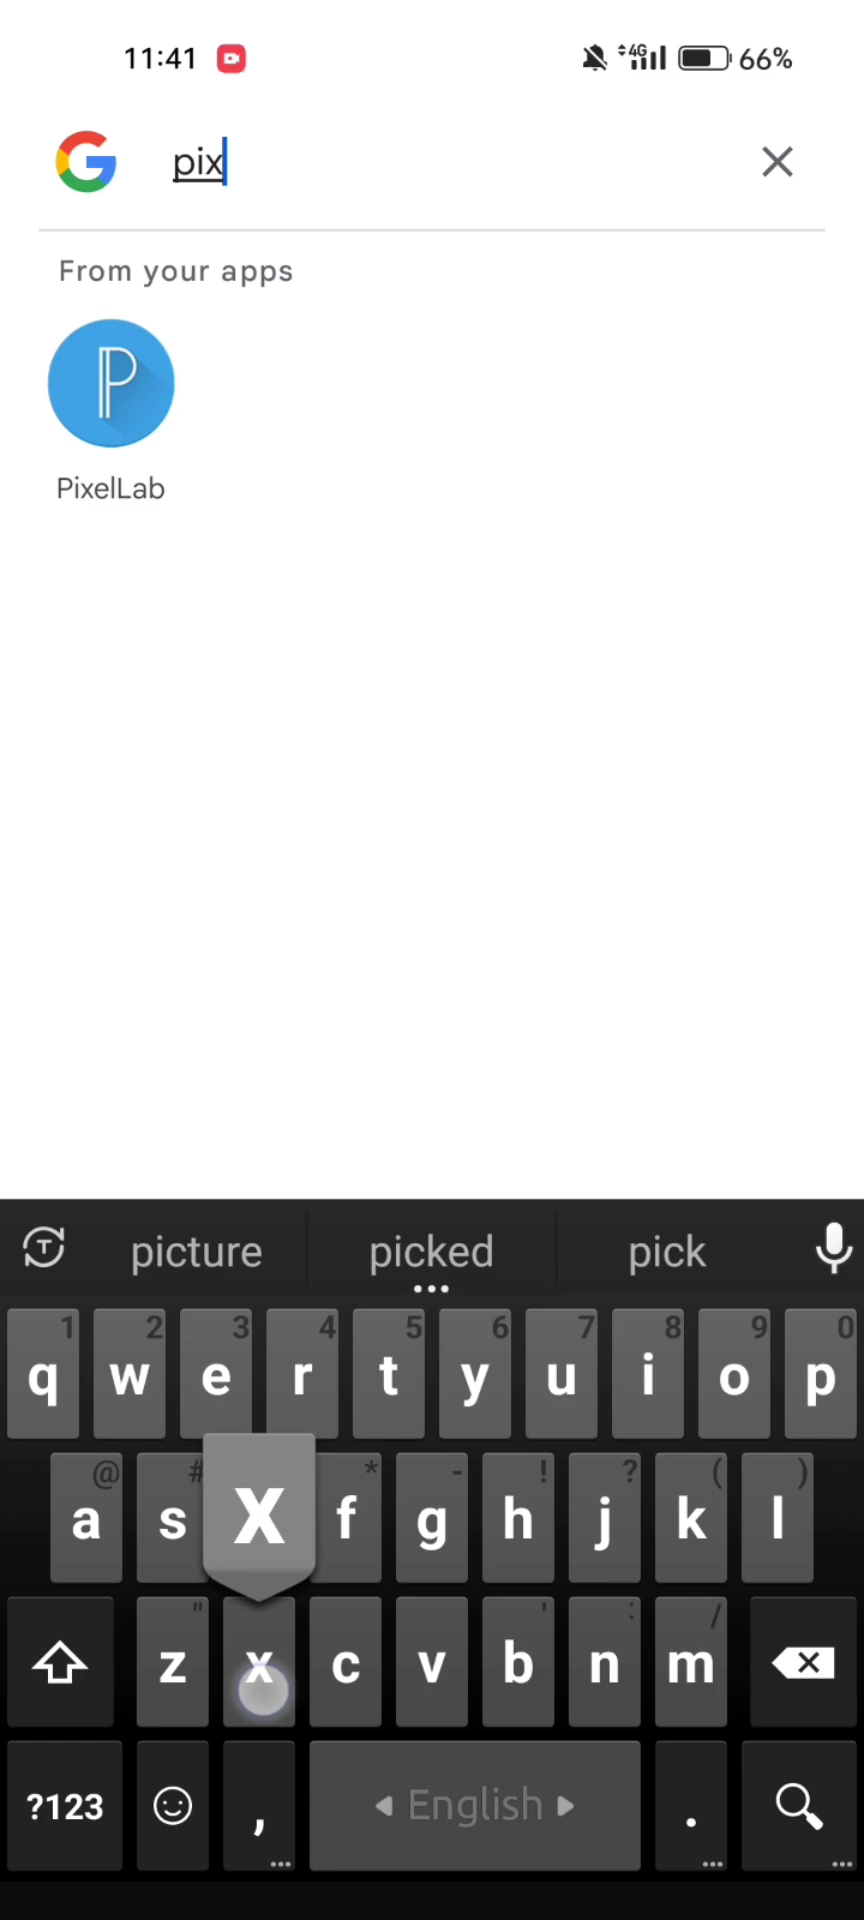 11:41 4G 66%
pix
From your apps
PixelLab
picture picked pick
1 2 3 4 5 6 7 8 9 0
q w e r t y u i o p
@ # * - ! ? ( )
a s X f g h j k l
" ' : /
z x c v b n m
?123 , English .